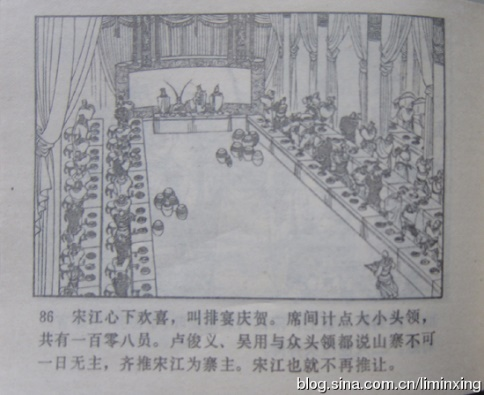 86 宋江心下欢喜，叫排宴庆贺。席间计点大小头领，
共有一百零八员。卢俊义、吴用与众头领都说山寨不可
一日无主，齐推宋江为寨主。宋江也就不再推让。
blog.sina.com.cn/liminxing